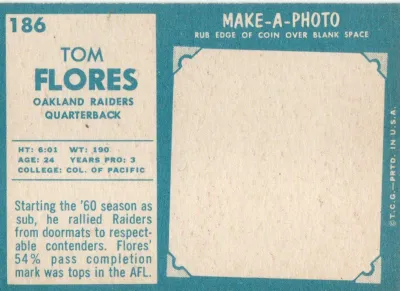 186
TOM
FLORES
OAKLAND RAIDERS
QUARTERBACK
HT: 6:01 WT: 190
AGE: 24 YEARS PRO: 3
COLLEGE: COL. OF PACIFIC
Starting the '60 season as
sub, he rallied Raiders
from doormats to respect-
able contenders. Flores'
54% pass completion
mark was tops in the AFL.
MAKE-A-PHOTO
RUB EDGE OF COIN OVER BLANK SPACE
©T.C.G.—PRTD. IN U.S.A.